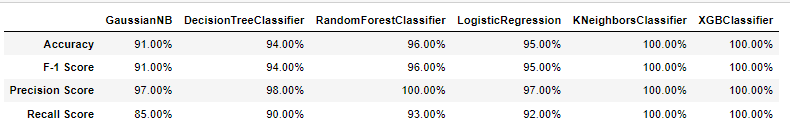 GaussianNB DecisionTreeClassifier RandomForestClassifier LogisticRegression KNeighborsClassifier XGBClassifier
Accuracy 91.00% 94.00% 96.00% 95.00% 100.00% 100.00%
F-1 Score 91.00% 94.00% 96.00% 95.00% 100.00% 100.00%
Precision Score 97.00% 98.00% 100.00% 97.00% 100.00% 100.00%
Recall Score 85.00% 90.00% 93.00% 92.00% 100.00% 100.00%